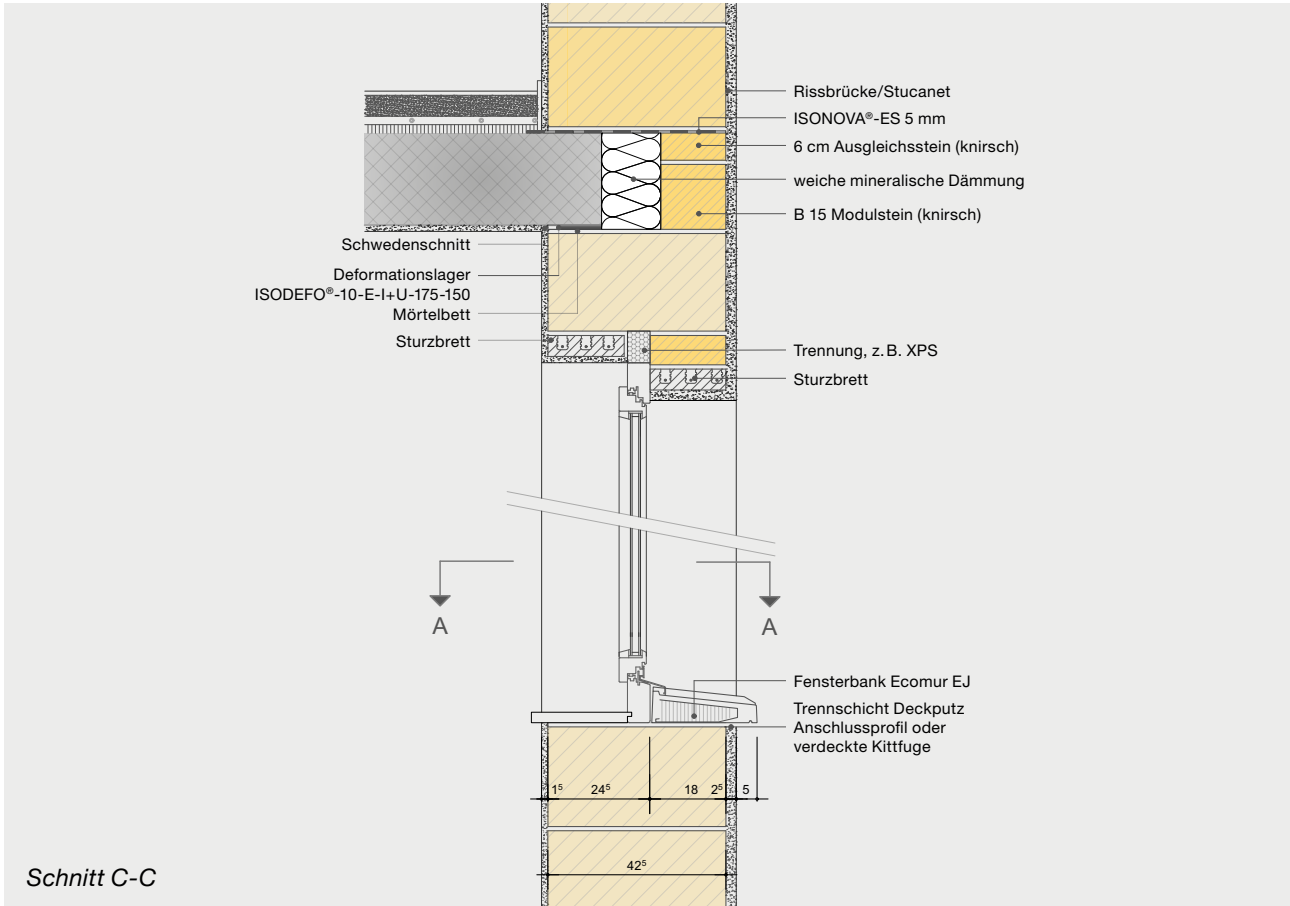 Rissbrücke/Stucanet
ISONOVA®-ES 5 mm
6 cm Ausgleichsstein (knirsch)
weiche mineralische Dämmung
B 15 Modulstein (knirsch)
Schwedenschnitt
Deformationslager
ISODEFO®-10-E-I+U-175-150
Mörtelbett
Sturzbrett
Trennung, z. B. XPS
Sturzbrett
A
A
Fensterbank Ecomur EJ
Trennschicht Deckputz
Anschlussprofil oder
verdeckte Kittfuge
1⁵ 24⁵ 18 2⁵ 5
42⁵
Schnitt C-C